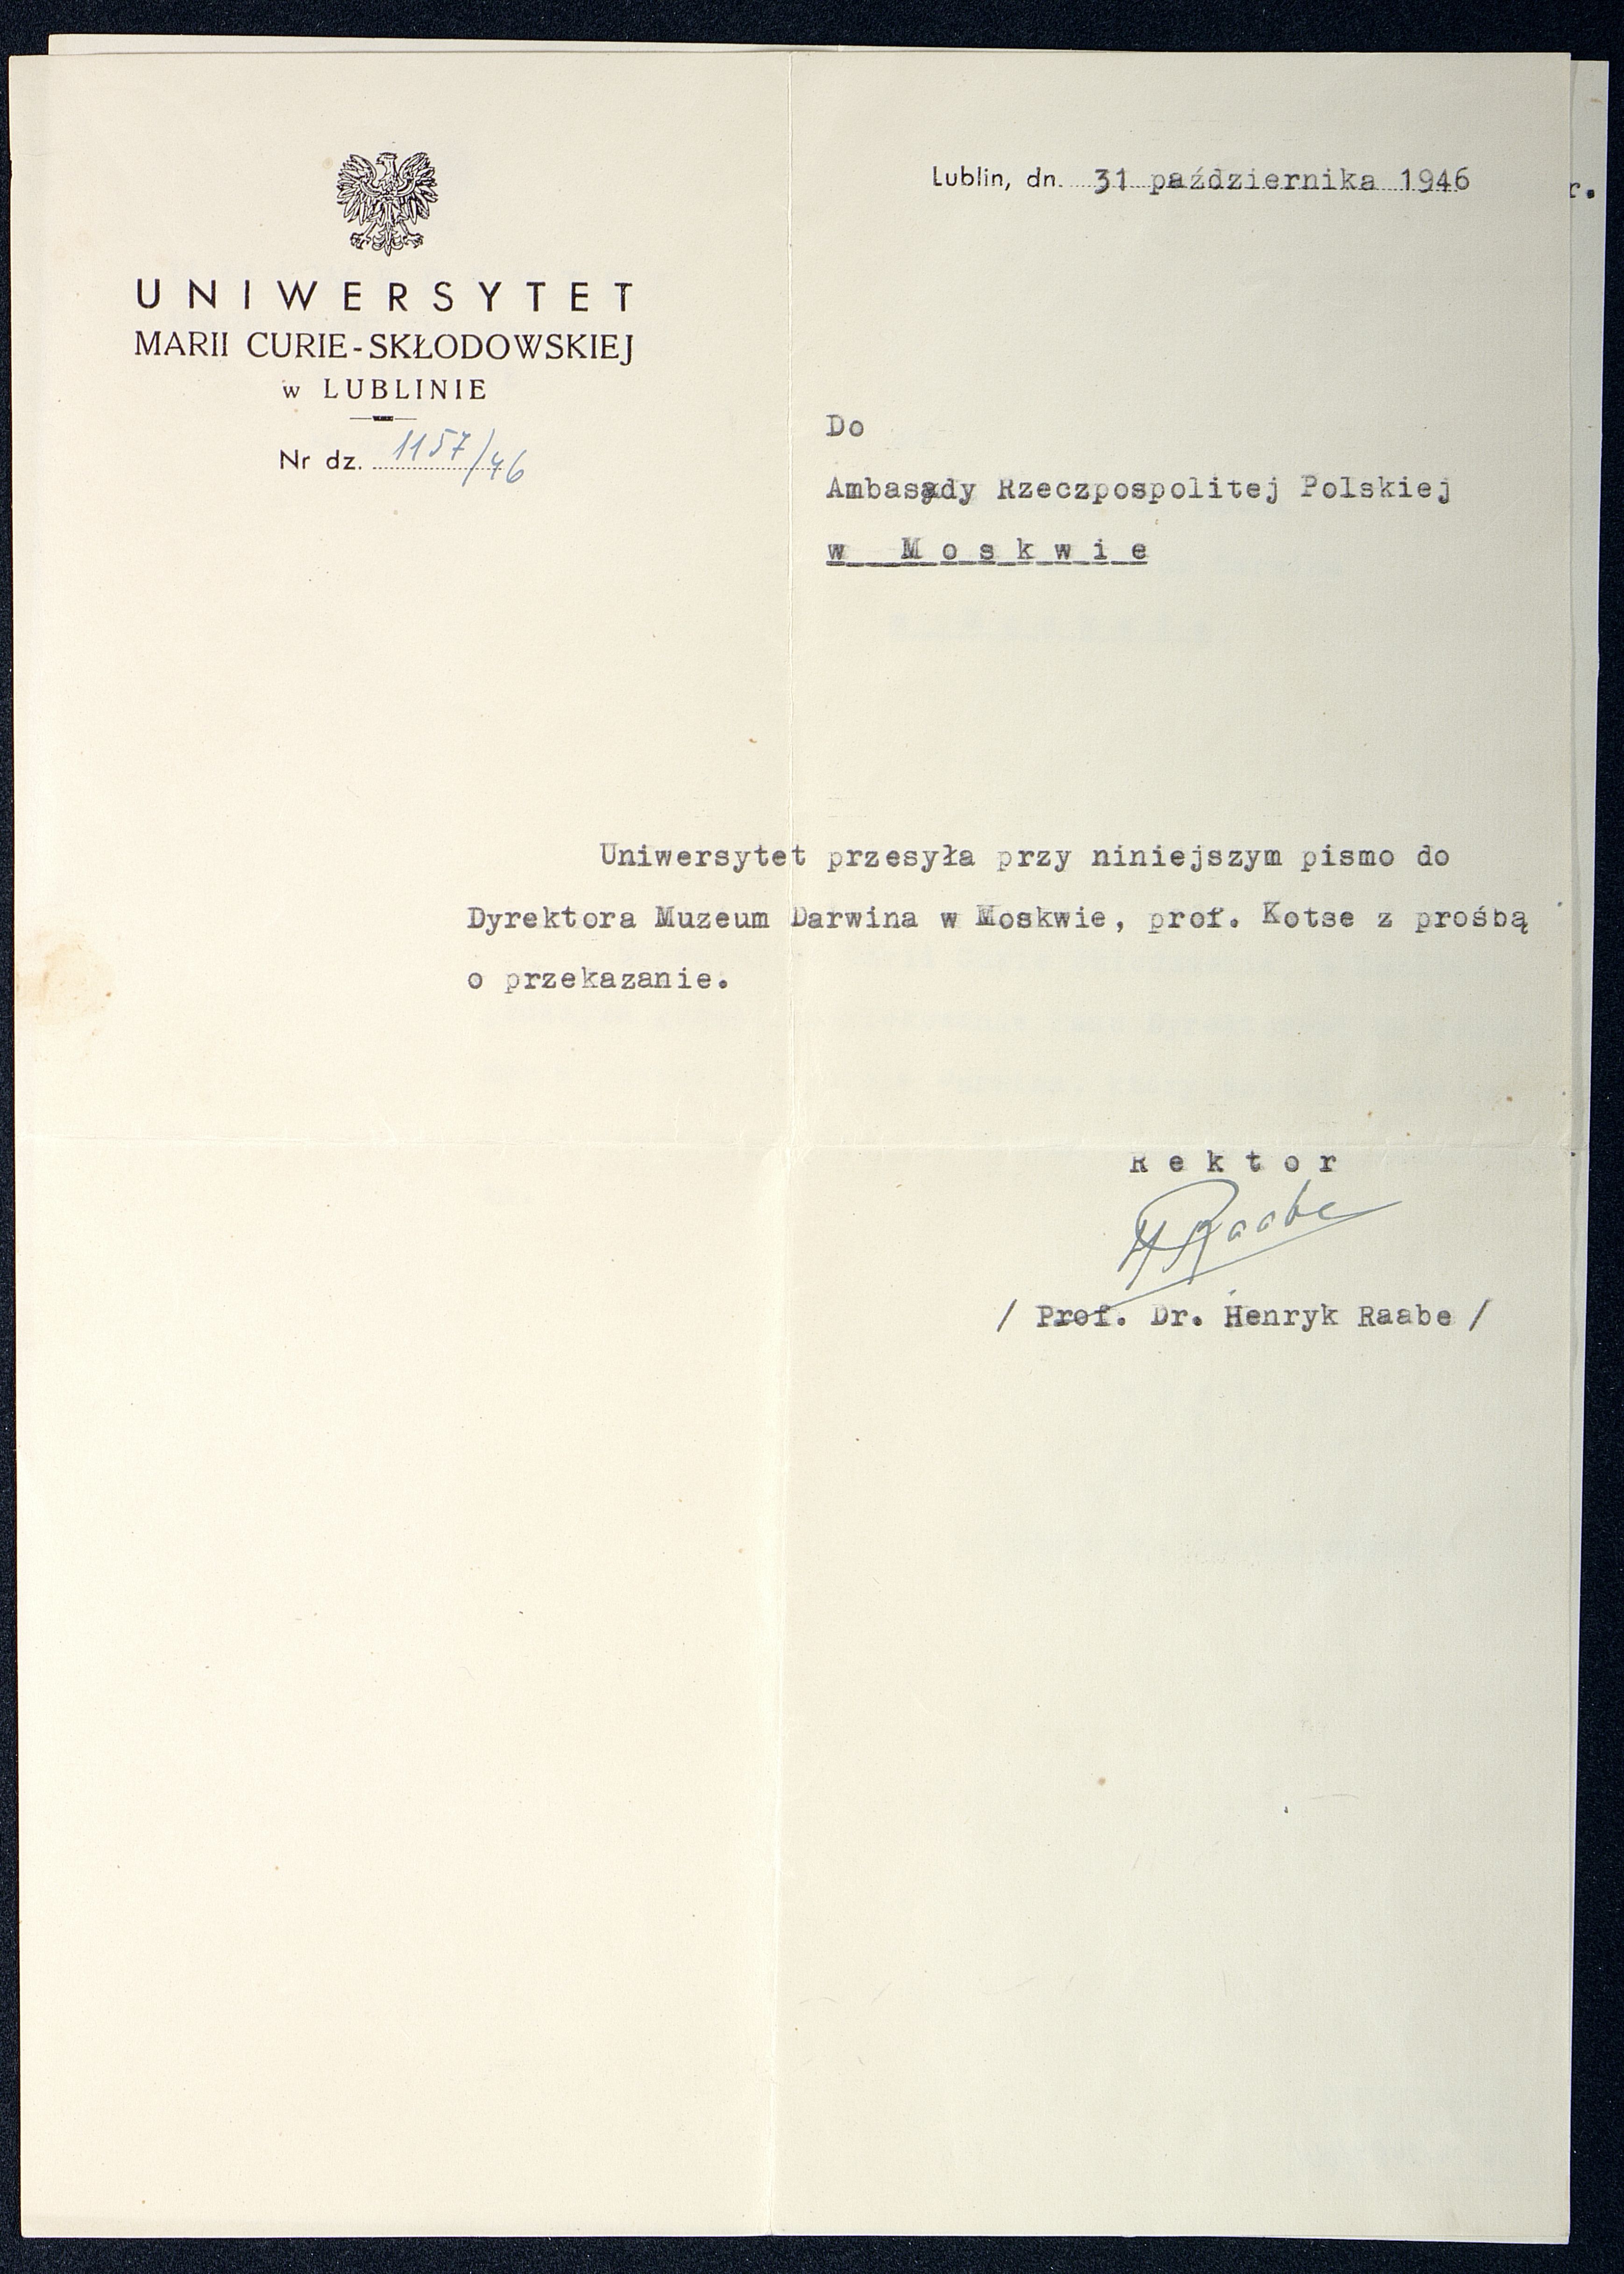 Lublin, dn. 31 października 1946
r.
UNIWERSYTET
MARII CURIE-SKŁODOWSKIEJ
w LUBLINIE
Nr dz. 1157/46
Do
Ambasady Rzeczpospolitej Polskiej
w Moskwie
Uniwersytet przesyła przy niniejszym pismo do
Dyrektora Muzeum Darwina w Moskwie, prof. Kotse z prośbą
o przekazanie.
Rektor
H Raabe
/ Prof. Dr. Henryk Raabe /